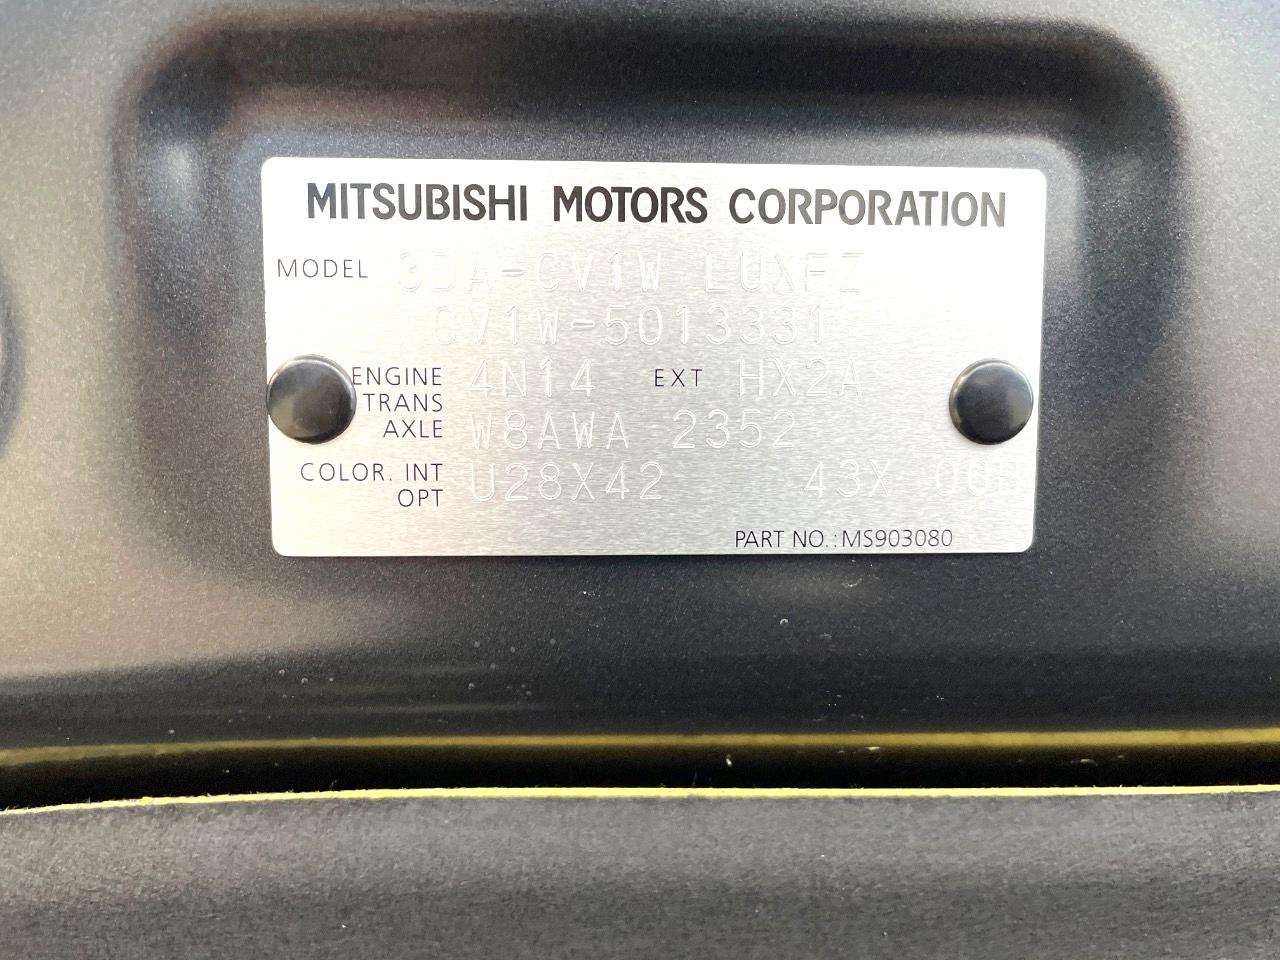 MITSUBISHI MOTORS CORPORATION
MODEL 3DA-CV1W LUXFZ
CV1W-5013331
ENGINE 4N14 EXT HX2A
TRANS
AXLE W8AWA 2352
COLOR. INT
OPT U28X42 43X
PART NO.: MS903080